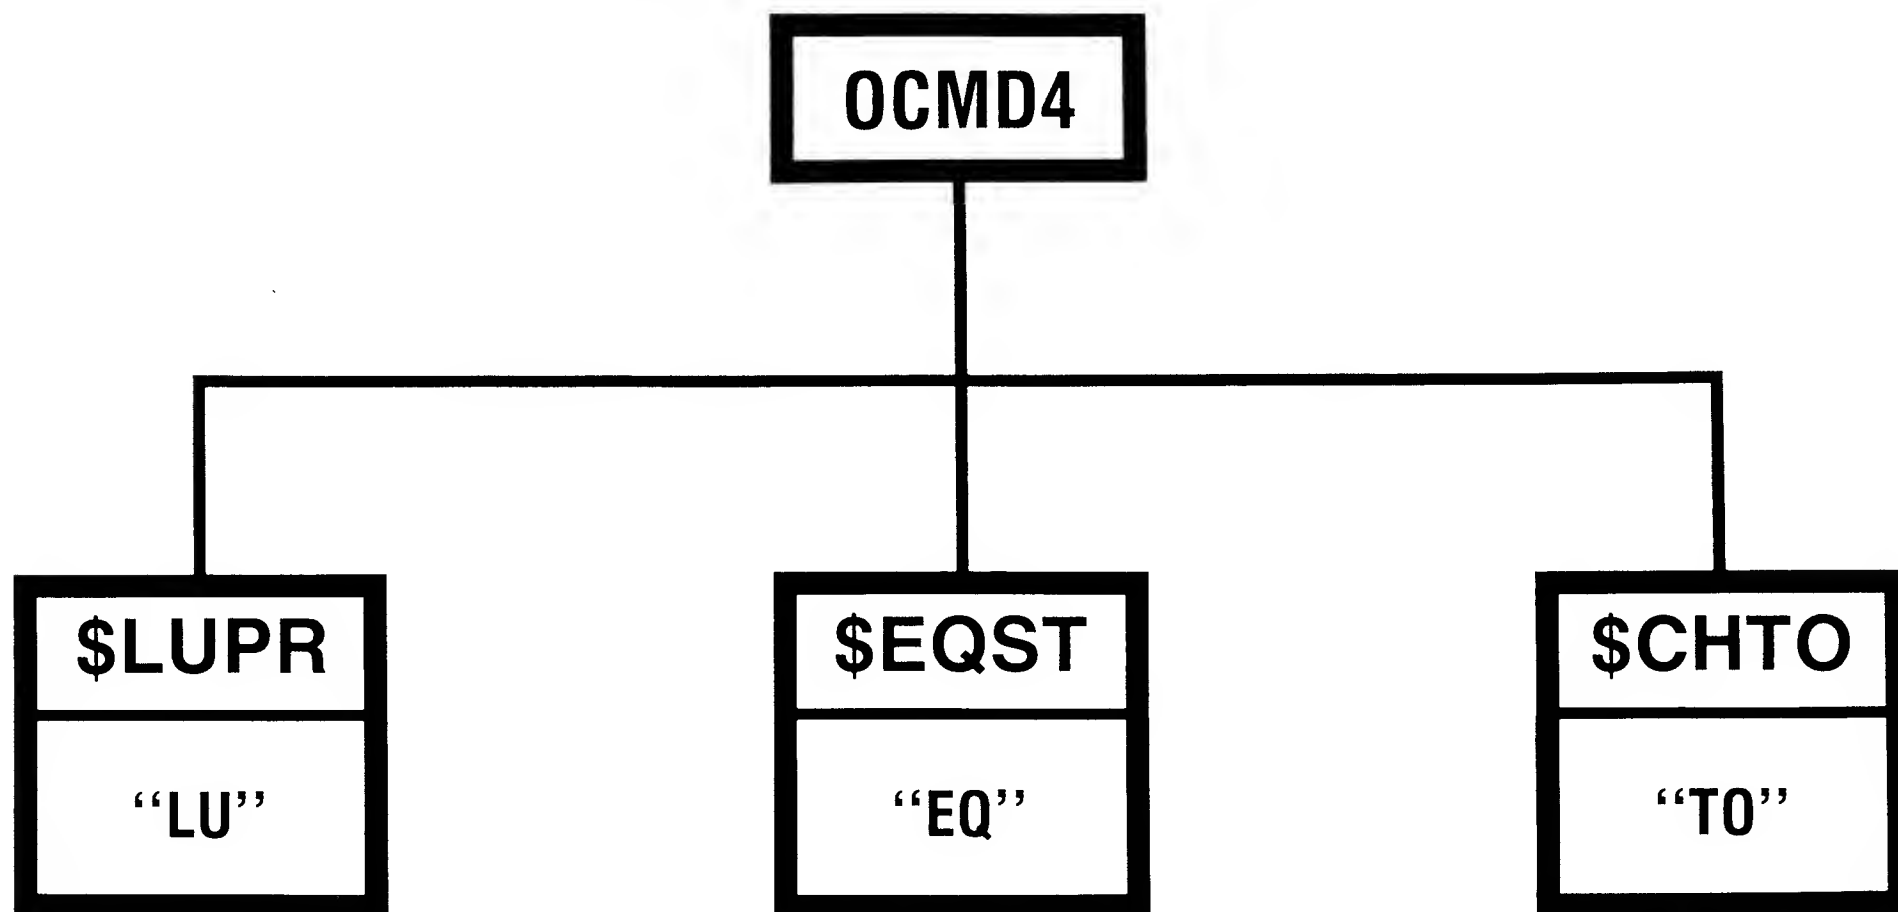 OCMD4
$LUPR
$EQST
$CHTO
‘‘LU’’
‘‘EQ’’
‘‘TO’’